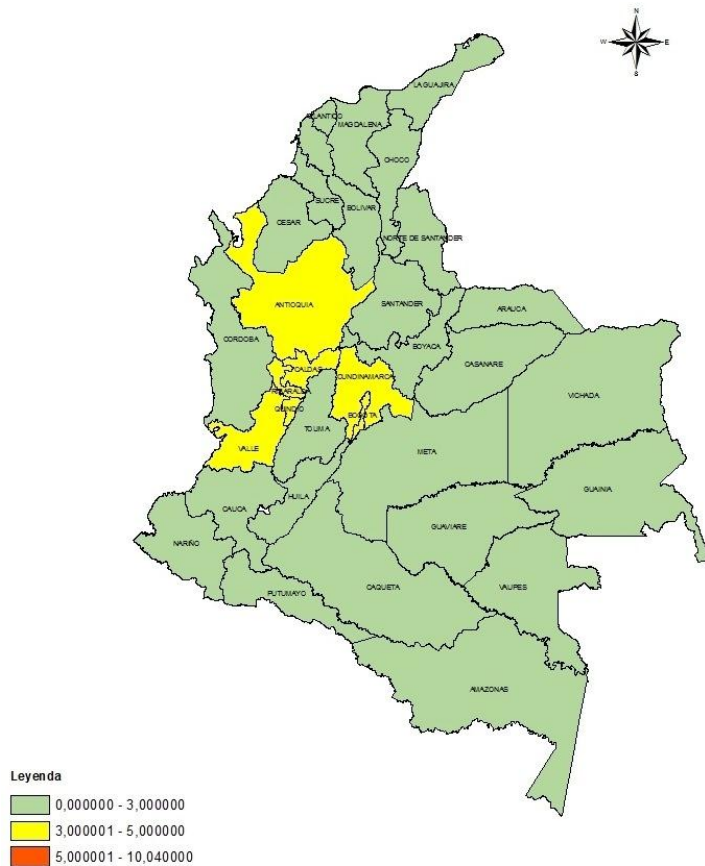 N
W E
S
LA GUAJIRA
ATLANTICO
MAGDALENA
CHOCO
SUCRE
BOLIVAR
CESAR
NORTE DE SANTANDER
ANTIOQUIA
SANTANDER
ARAUCA
CORDOBA
BOYACA
CASANARE
CALDAS
CUNDINAMARCA
RISARALDA
VICHADA
QUINDIO
BOGOTA
TOLIMA
VALLE
META
GUAINIA
HUILA
CAUCA
GUAVIARE
NARIÑO
CAQUETA
VAUPES
PUTUMAYO
AMAZONAS
Leyenda
0,000000 - 3,000000
3,000001 - 5,000000
5,000001 - 10,040000